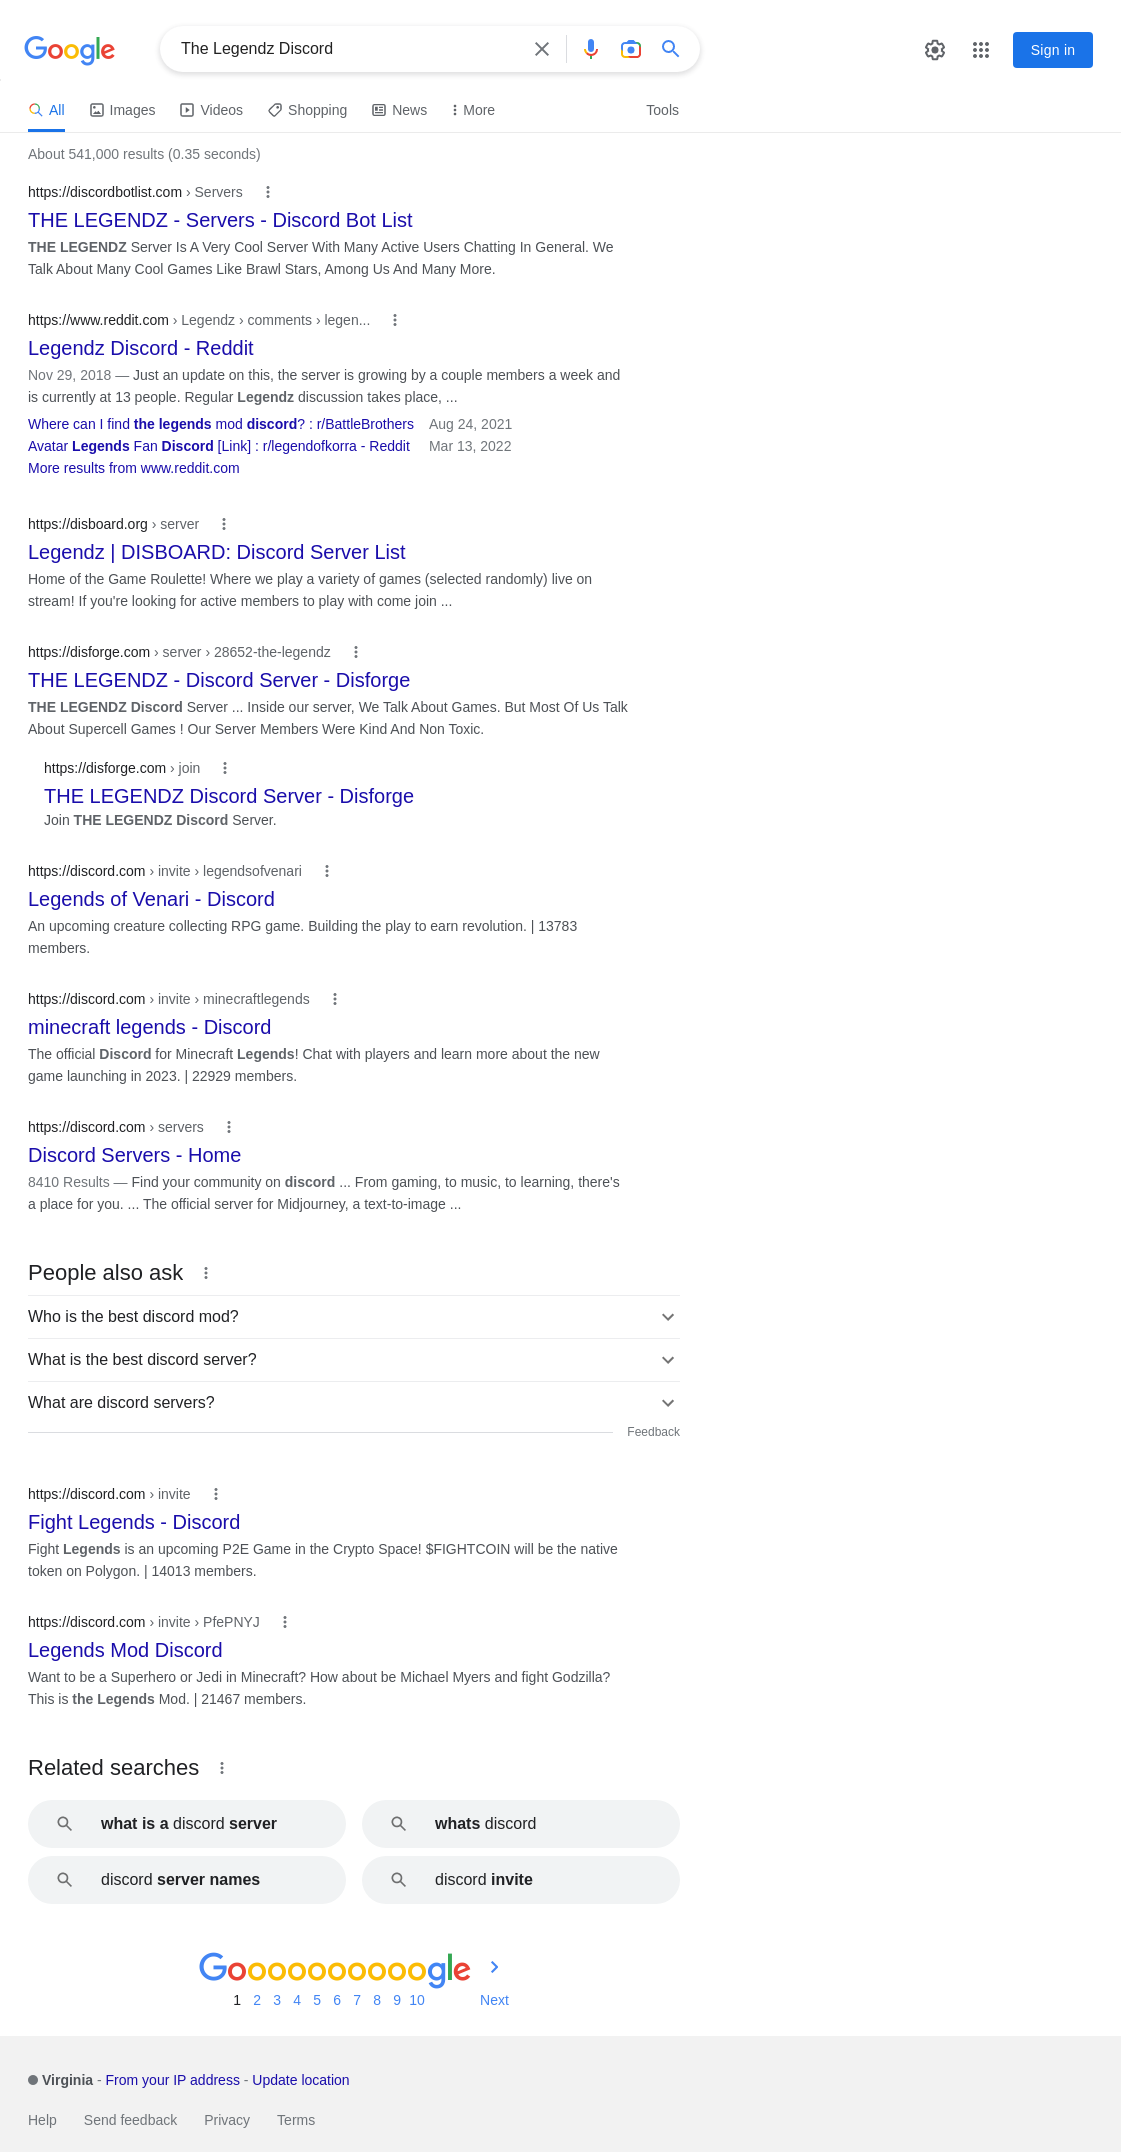 Google
The Legendz Discord
Sign in
All Images Videos Shopping News More Tools
About 541,000 results (0.35 seconds)
https://discordbotlist.com › Servers
THE LEGENDZ - Servers - Discord Bot List
THE LEGENDZ Server Is A Very Cool Server With Many Active Users Chatting In General. We
Talk About Many Cool Games Like Brawl Stars, Among Us And Many More.
https://www.reddit.com › Legendz › comments › legen...
Legendz Discord - Reddit
Nov 29, 2018 — Just an update on this, the server is growing by a couple members a week and
is currently at 13 people. Regular Legendz discussion takes place, ...
Where can I find the legends mod discord? : r/BattleBrothers Aug 24, 2021
Avatar Legends Fan Discord [Link] : r/legendofkorra - Reddit Mar 13, 2022
More results from www.reddit.com
https://disboard.org › server
Legendz | DISBOARD: Discord Server List
Home of the Game Roulette! Where we play a variety of games (selected randomly) live on
stream! If you're looking for active members to play with come join ...
https://disforge.com › server › 28652-the-legendz
THE LEGENDZ - Discord Server - Disforge
THE LEGENDZ Discord Server ... Inside our server, We Talk About Games. But Most Of Us Talk
About Supercell Games ! Our Server Members Were Kind And Non Toxic.
https://disforge.com › join
THE LEGENDZ Discord Server - Disforge
Join THE LEGENDZ Discord Server.
https://discord.com › invite › legendsofvenari
Legends of Venari - Discord
An upcoming creature collecting RPG game. Building the play to earn revolution. | 13783
members.
https://discord.com › invite › minecraftlegends
minecraft legends - Discord
The official Discord for Minecraft Legends! Chat with players and learn more about the new
game launching in 2023. | 22929 members.
https://discord.com › servers
Discord Servers - Home
8410 Results — Find your community on discord ... From gaming, to music, to learning, there's
a place for you. ... The official server for Midjourney, a text-to-image ...
People also ask
Who is the best discord mod?
What is the best discord server?
What are discord servers?
Feedback
https://discord.com › invite
Fight Legends - Discord
Fight Legends is an upcoming P2E Game in the Crypto Space! $FIGHTCOIN will be the native
token on Polygon. | 14013 members.
https://discord.com › invite › PfePNYJ
Legends Mod Discord
Want to be a Superhero or Jedi in Minecraft? How about be Michael Myers and fight Godzilla?
This is the Legends Mod. | 21467 members.
Related searches
what is a discord server
whats discord
discord server names
discord invite
Goooooooooogle
1 2 3 4 5 6 7 8 9 10 Next
Virginia - From your IP address - Update location
Help Send feedback Privacy Terms